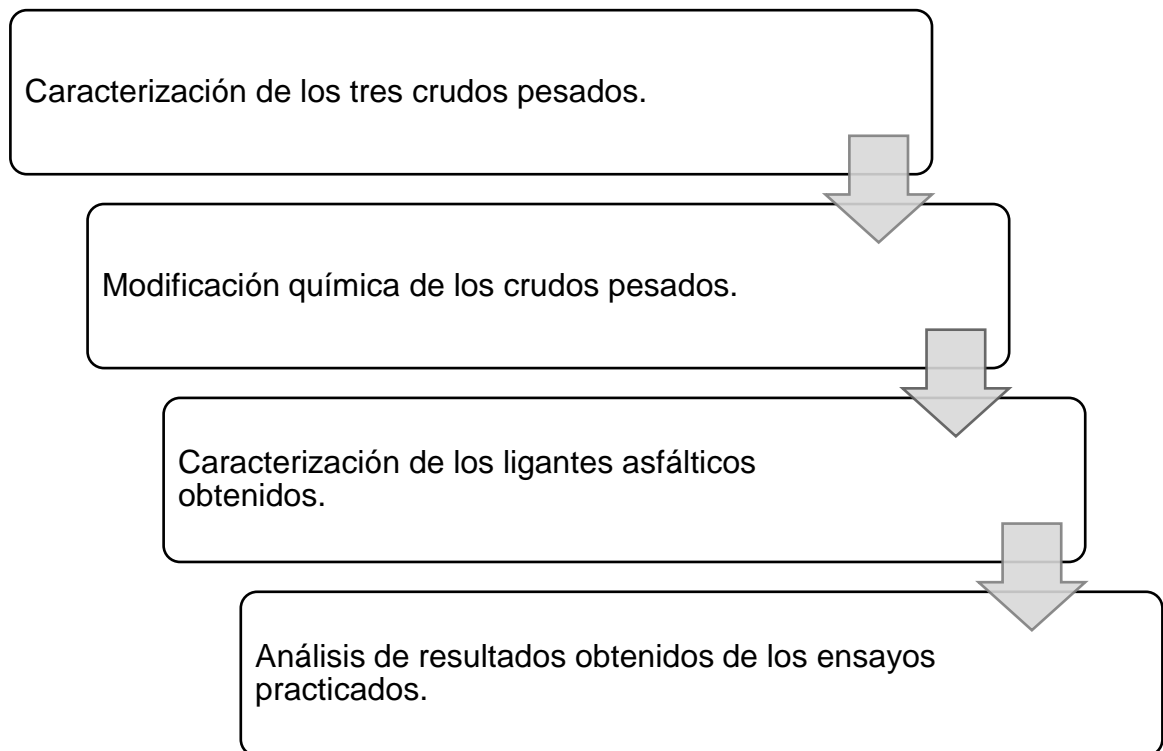 Caracterización de los tres crudos pesados.
Modificación química de los crudos pesados.
Caracterización de los ligantes asfálticos
obtenidos.
Análisis de resultados obtenidos de los ensayos
practicados.